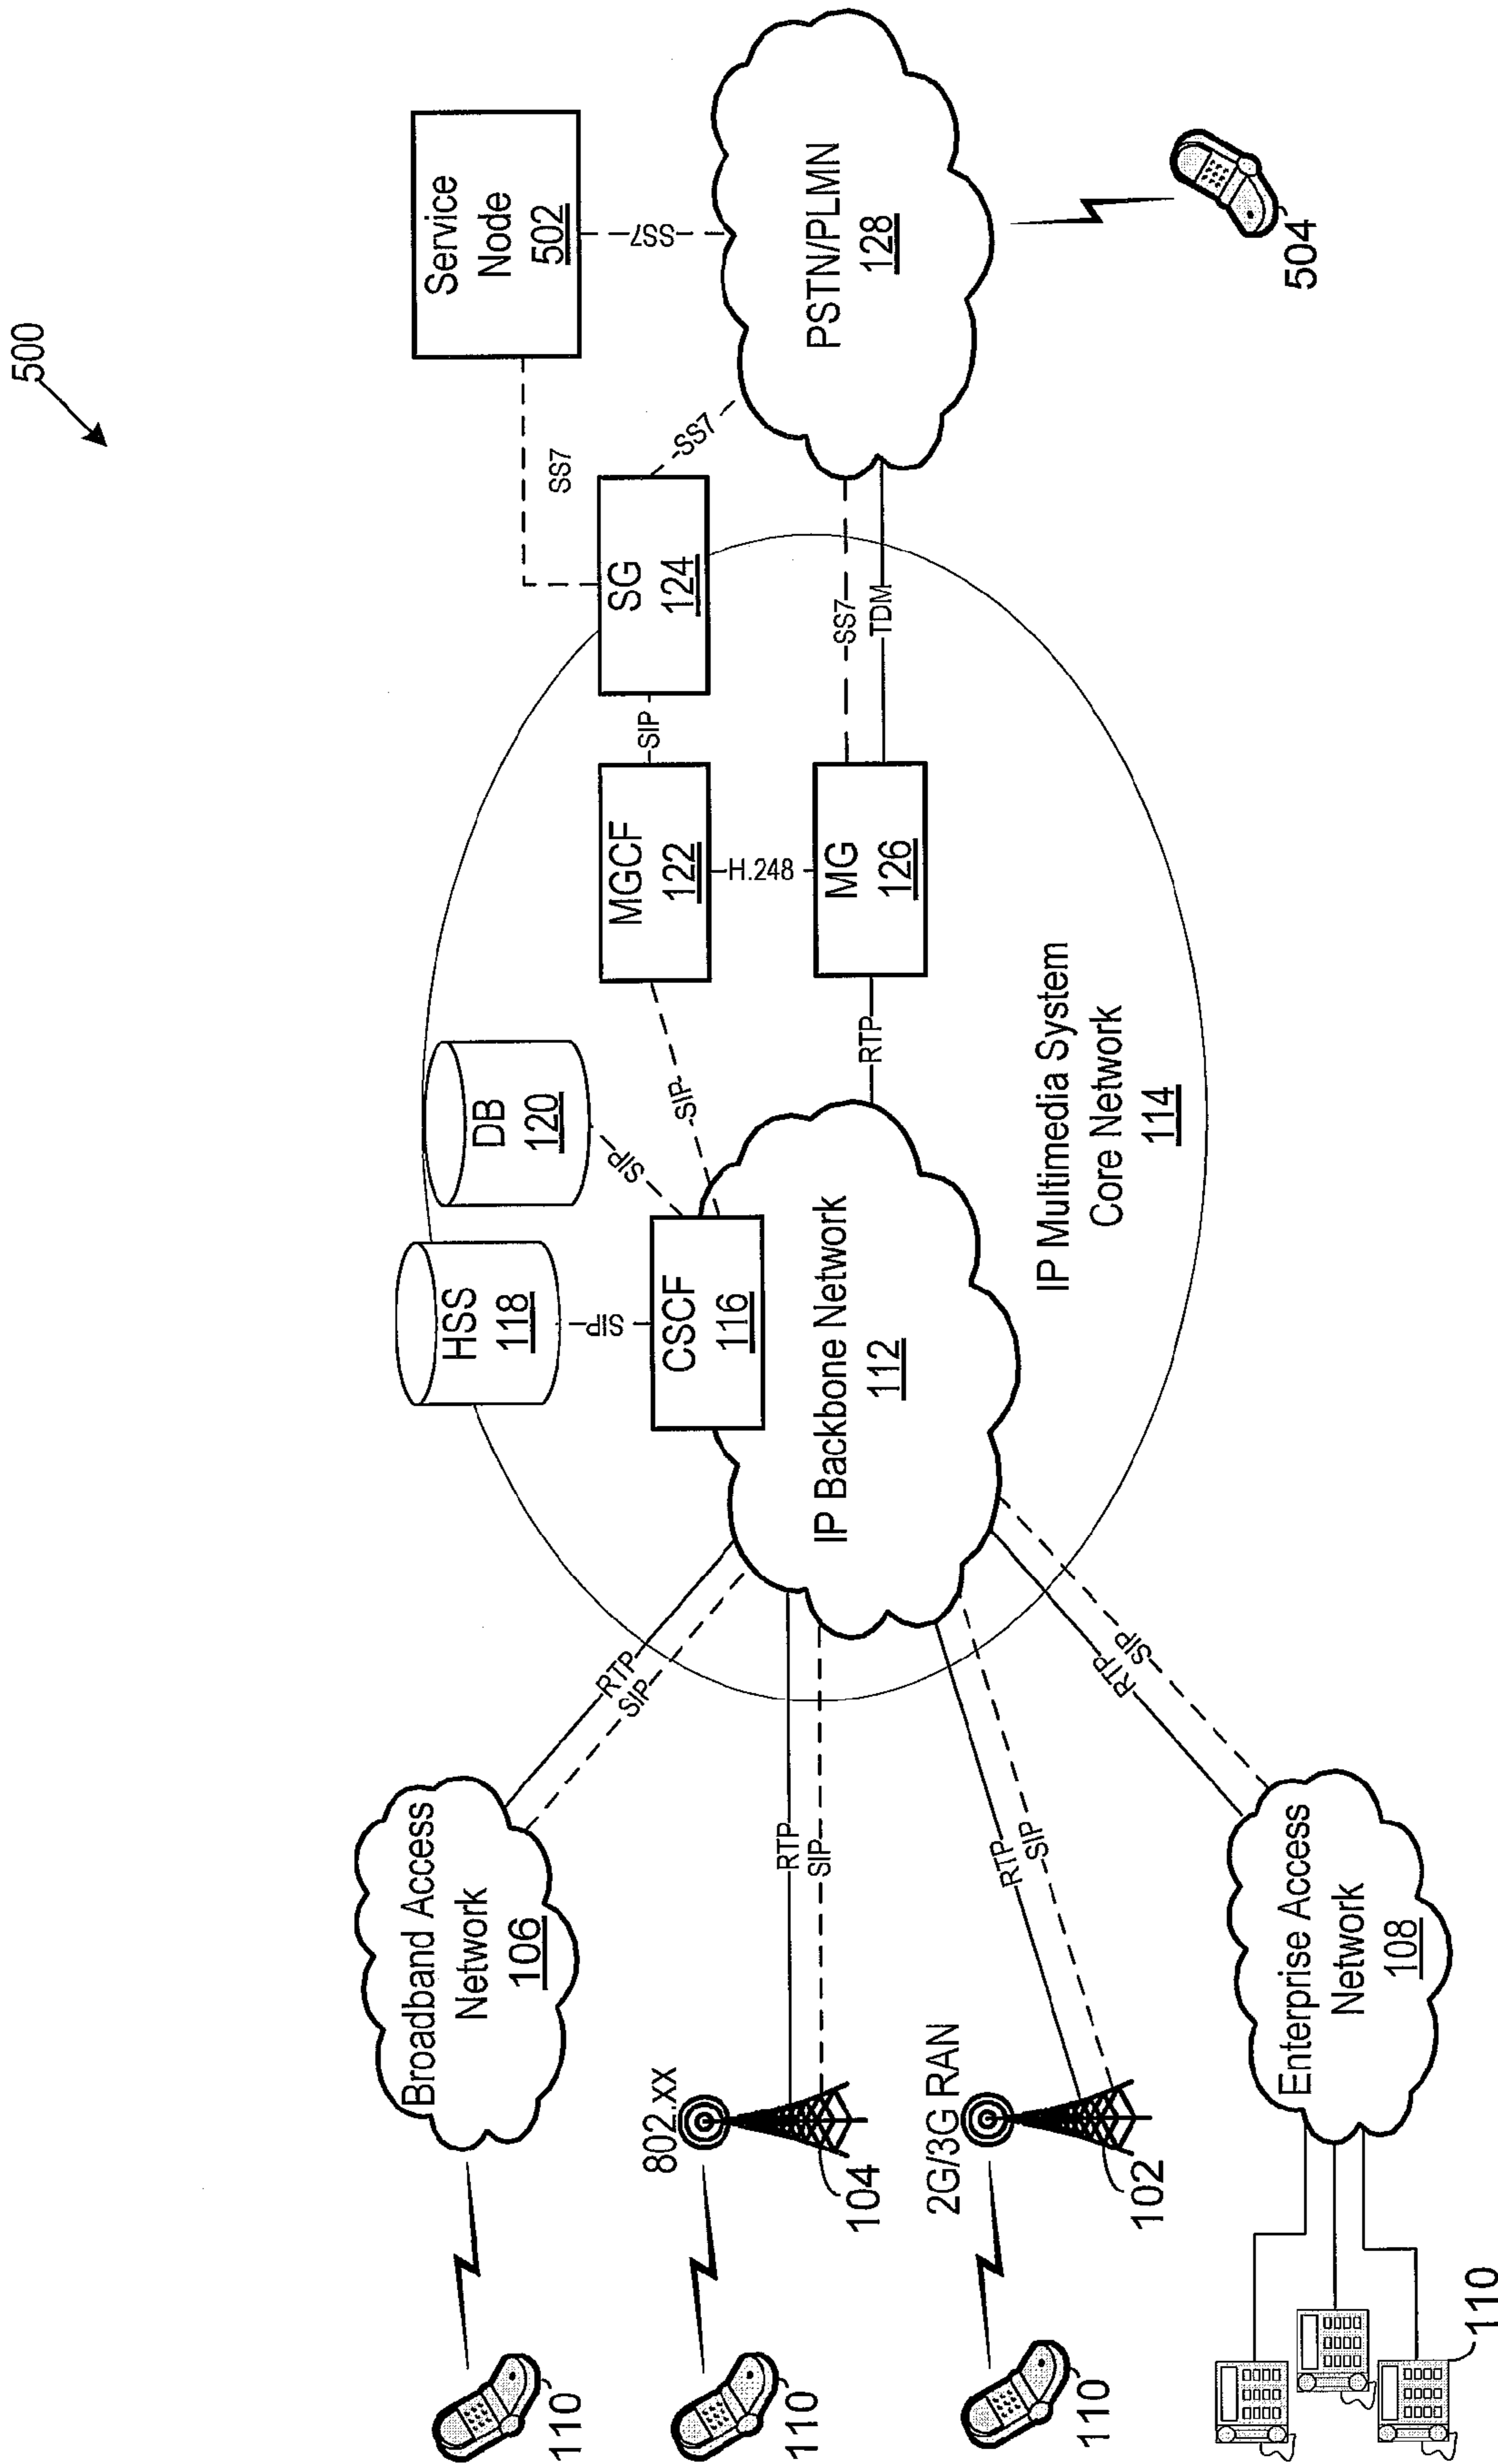 500
Service
Node
502
SS7
SS7
SS7
PSTN/PLMN
128
504
SG
124
SIP
MGCF
122
H.248
MG
126
SS7
TDM
RTP
DB
120
SIP
SIP
HSS
118
SIP
CSCF
116
IP Backbone Network
112
IP Multimedia System
Core Network
114
RTP
SIP
RTP
SIP
RTP
SIP
RTP
SIP
Broadband Access
Network
106
802.xx
104
2G/3G RAN
102
Enterprise Access
Network
108
110
110
110
110